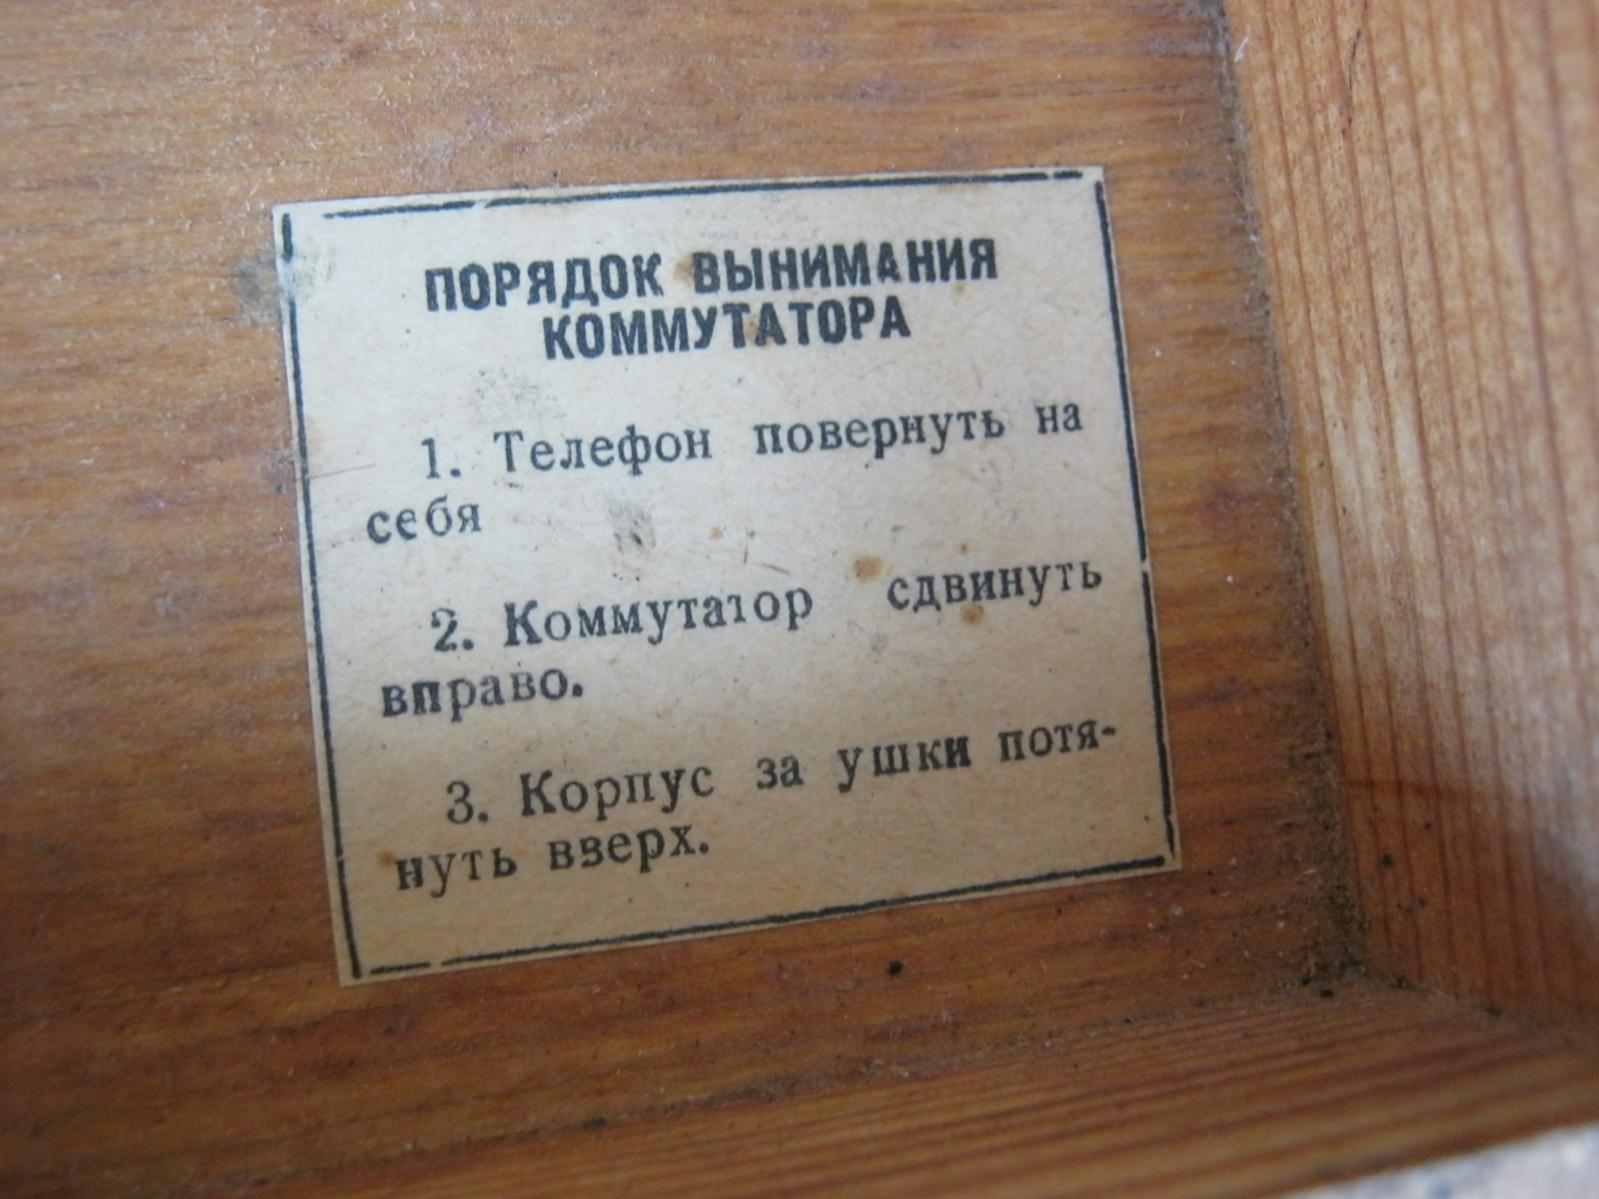 ПОРЯДОК ВЫНИМАНИЯ
КОММУТАТОРА
1. Телефон повернуть на
себя
2. Коммутатор сдвинуть
вправо.
3. Корпус за ушки потя-
нуть вверх.